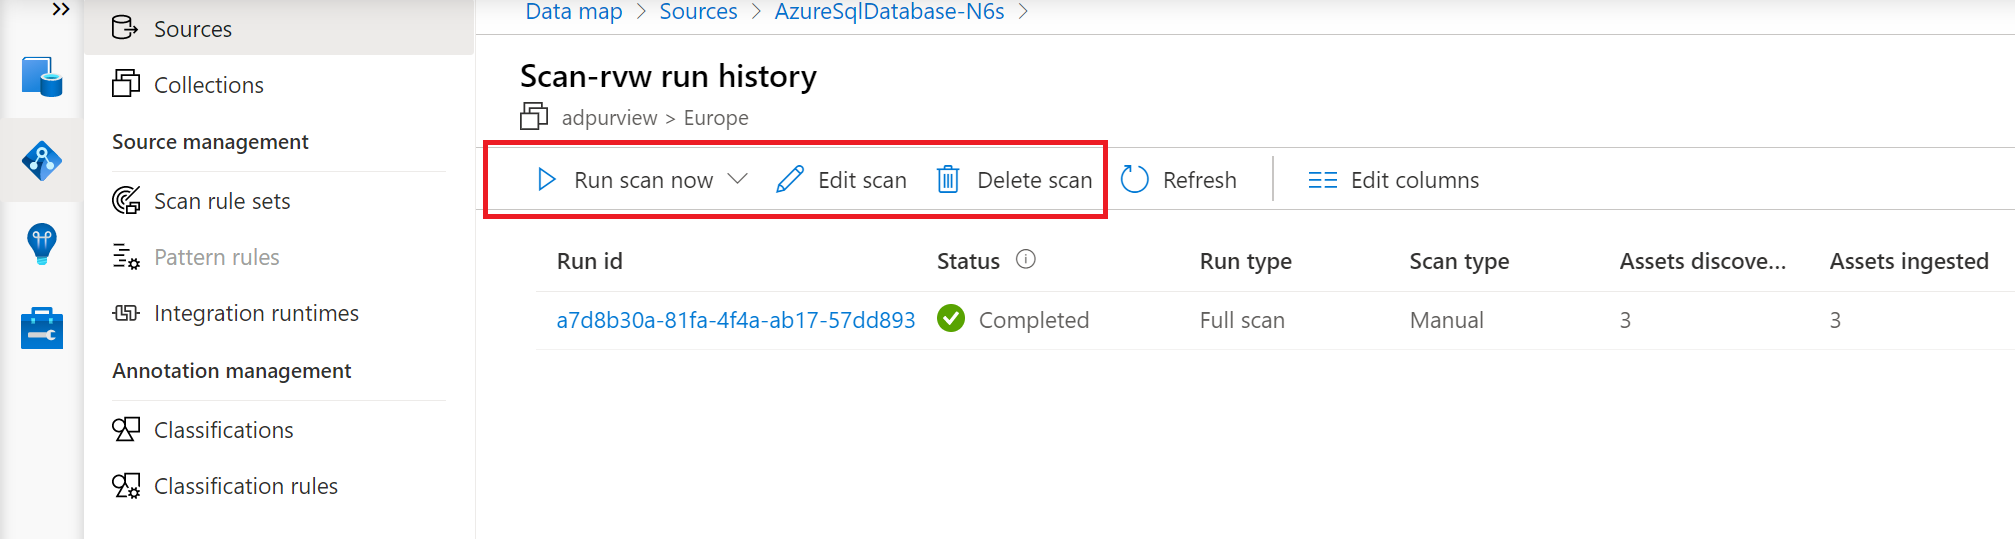 Sources
Collections
Source management
Scan rule sets
Pattern rules
Integration runtimes
Annotation management
Classifications
Classification rules
Data map > Sources > AzureSqlDatabase-N6s >
Scan-rvw run history
adpurview > Europe
Run scan now Edit scan Delete scan Refresh Edit columns
Run id Status Run type Scan type Assets discove... Assets ingested
a7d8b30a-81fa-4f4a-ab17-57dd893 Completed Full scan Manual 3 3